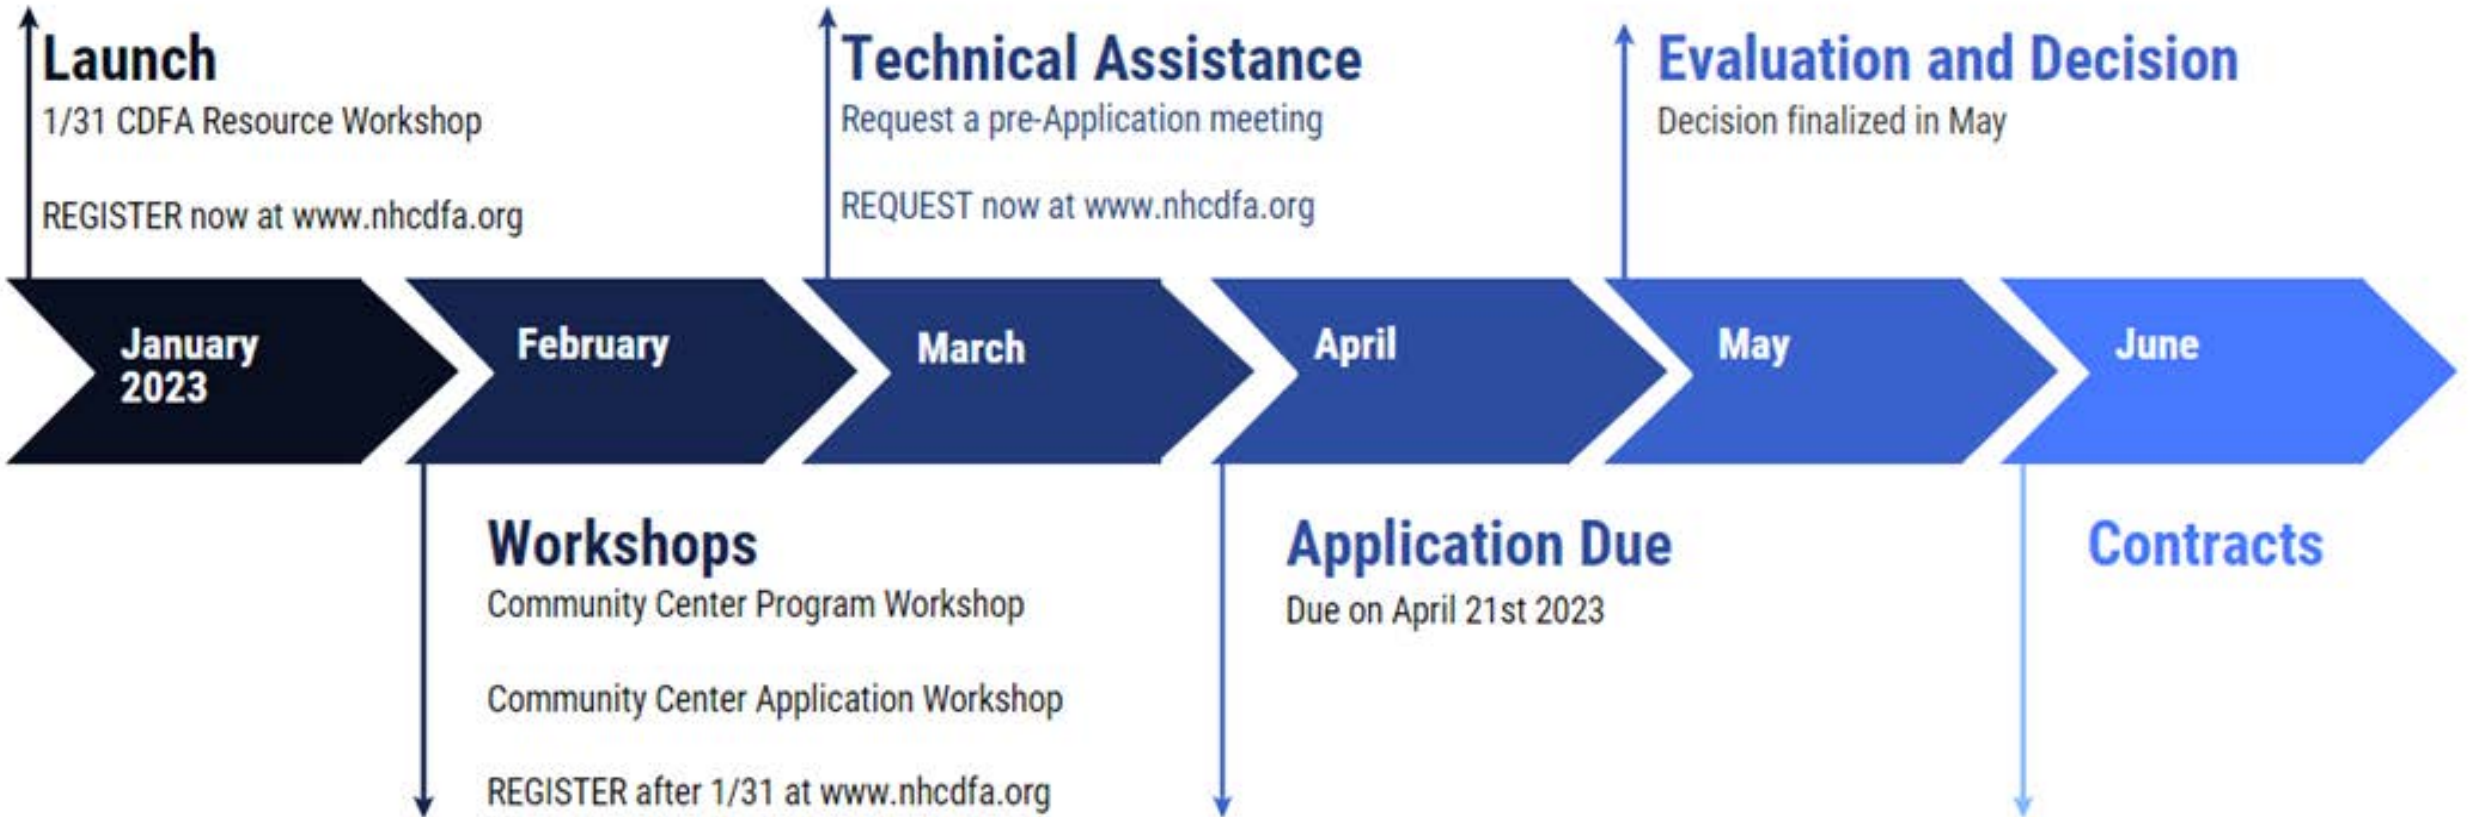 Launch
1/31 CDFA Resource Workshop
REGISTER now at www.nhcdfa.org
Technical Assistance
Request a pre-Application meeting
REQUEST now at www.nhcdfa.org
Evaluation and Decision
Decision finalized in May
January
2023
February
March
April
May
June
Workshops
Community Center Program Workshop
Community Center Application Workshop
REGISTER after 1/31 at www.nhcdfa.org
Application Due
Due on April 21st 2023
Contracts